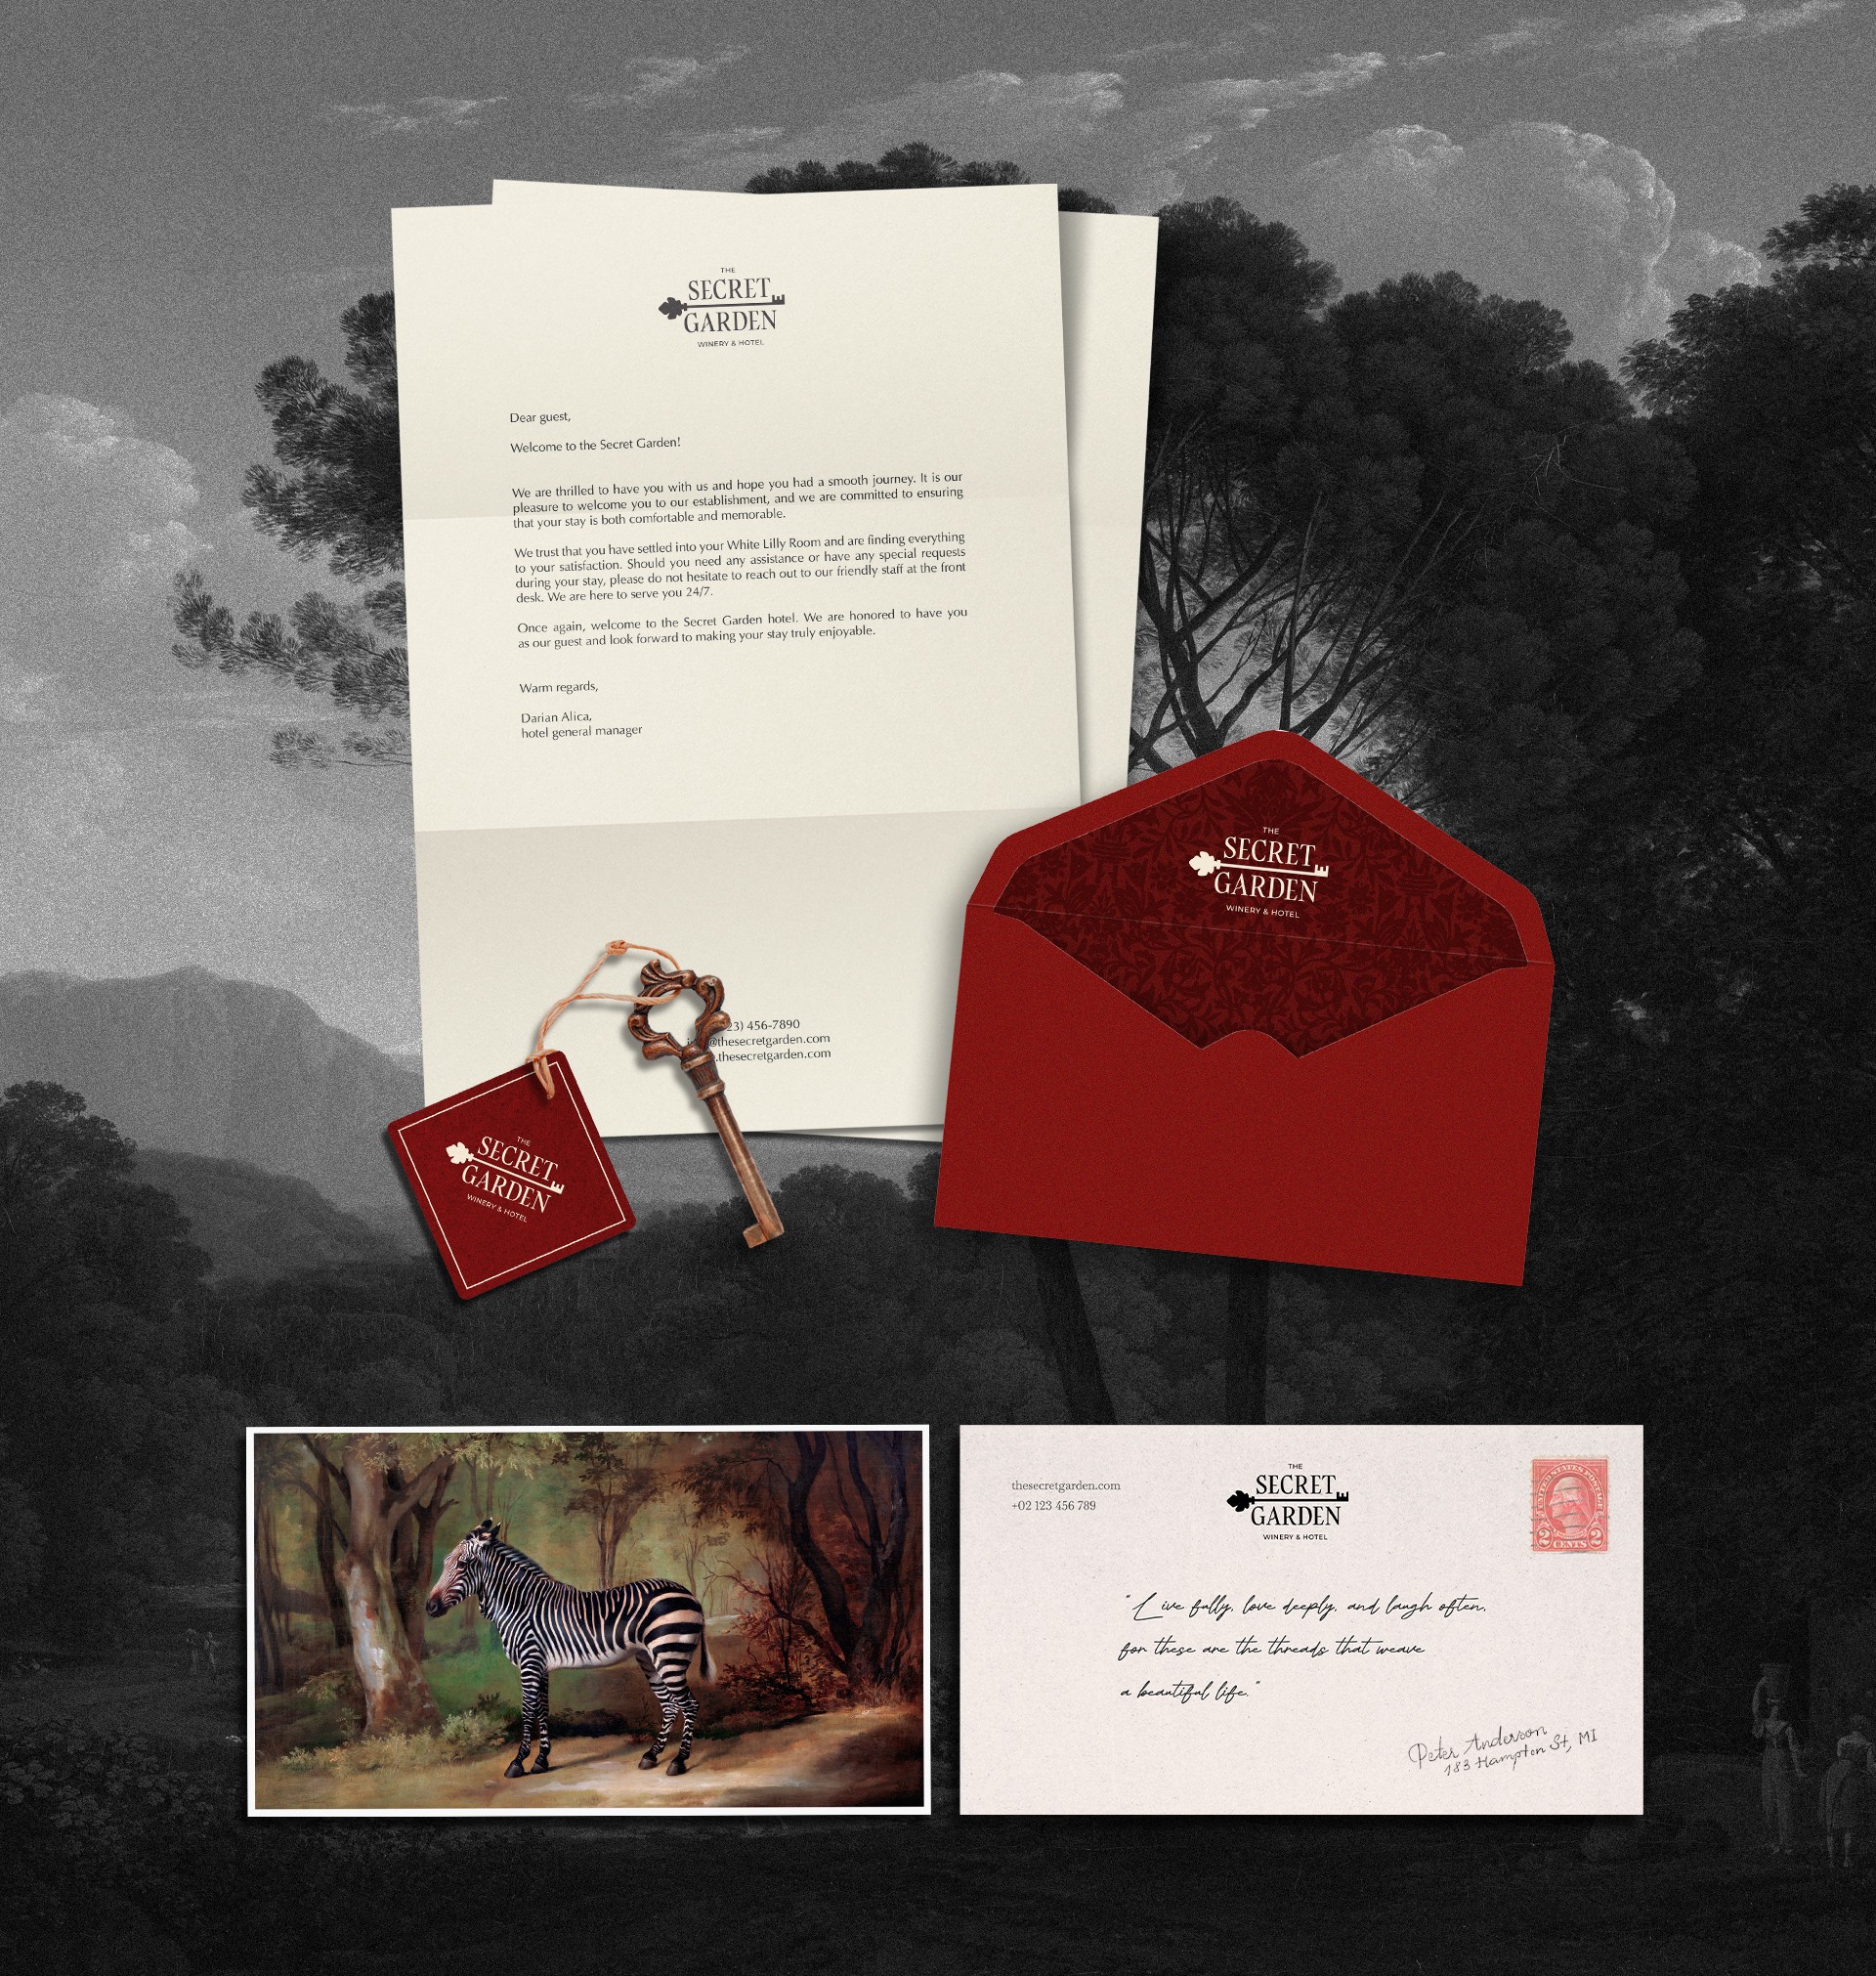 THE
SECRET
GARDEN
WINERY & HOTEL
Dear guest,
Welcome to the Secret Garden!
We are thrilled to have you with us and hope you had a smooth journey. It is our
pleasure to welcome you to our establishment, and we are committed to ensuring
that your stay is both comfortable and memorable.
We trust that you have settled into your White Lilly Room and are finding everything
to your satisfaction. Should you need any assistance or have any special requests
during your stay, please do not hesitate to reach out to our friendly staff at the front
desk. We are here to serve you 24/7.
Once again, welcome to the Secret Garden hotel. We are honored to have you
as our guest and look forward to making your stay truly enjoyable.
Warm regards,
Darian Alica,
hotel general manager
23) 456-7890
@thesecretgarden.com
.thesecretgarden.com
THE
SECRET
GARDEN
WINERY & HOTEL
THE
SECRET
GARDEN
WINERY & HOTEL
thesecretgarden.com
+02 123 456 789
THE
SECRET
GARDEN
WINERY & HOTEL
UNITED STATES POSTAGE
2 CENTS 2
"Live fully, love deeply, and laugh often,
for these are the threads that weave
a beautiful life."
Peter Anderson
183 Hampton St, MI